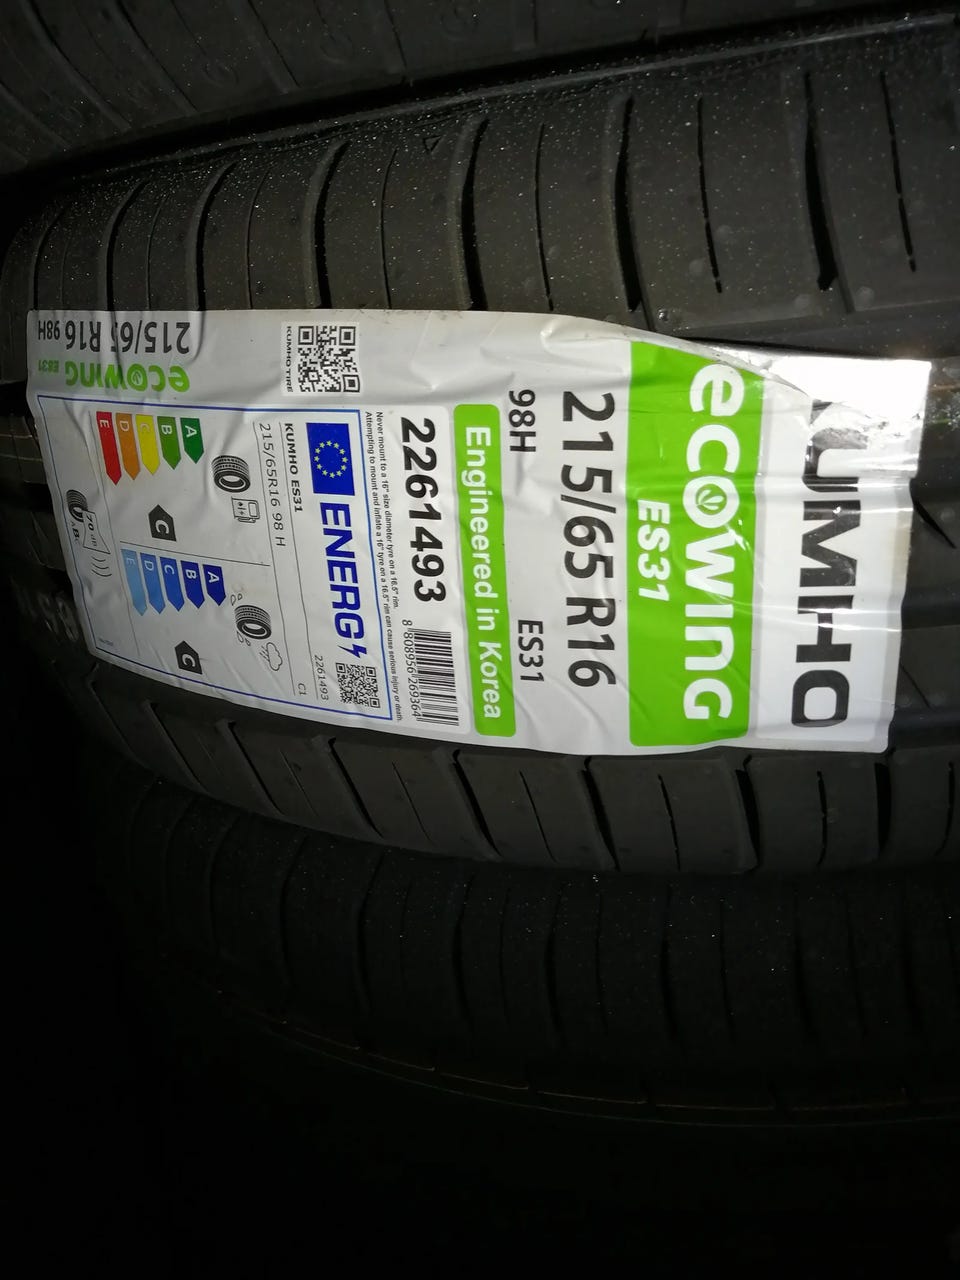 KUMHO
ecOWING
ES31
215/65 R16
98H ES31
Engineered in Korea
2261493
8 808956 269364
Never mount to a 16" size diameter tyre on a 16.5" rim.
Attempting to mount and inflate a 16" tyre on a 16.5" rim can cause serious injury or death.
ENERG
2261493
KUMHO ES31
215/65R16 98 H
C1
A
B
C
D
E
C
A
B
C
D
E
C
70 dB
KUMHO TIRE
ecOWING ES31
215/65 R16 98H